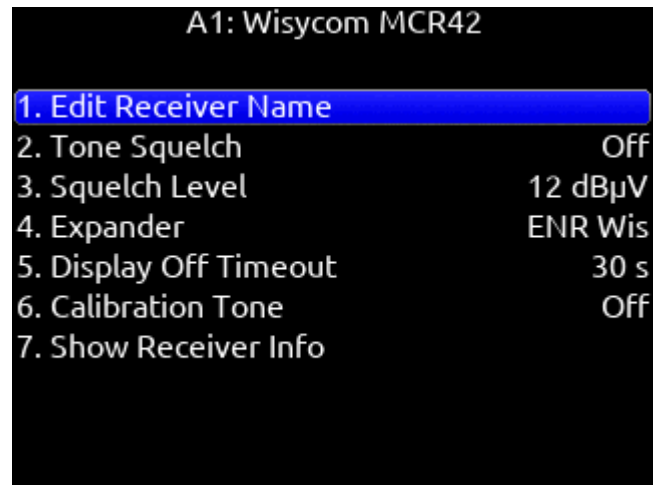 A1: Wisycom MCR42
1. Edit Receiver Name
2. Tone Squelch Off
3. Squelch Level 12 dBµV
4. Expander ENR Wis
5. Display Off Timeout 30 s
6. Calibration Tone Off
7. Show Receiver Info